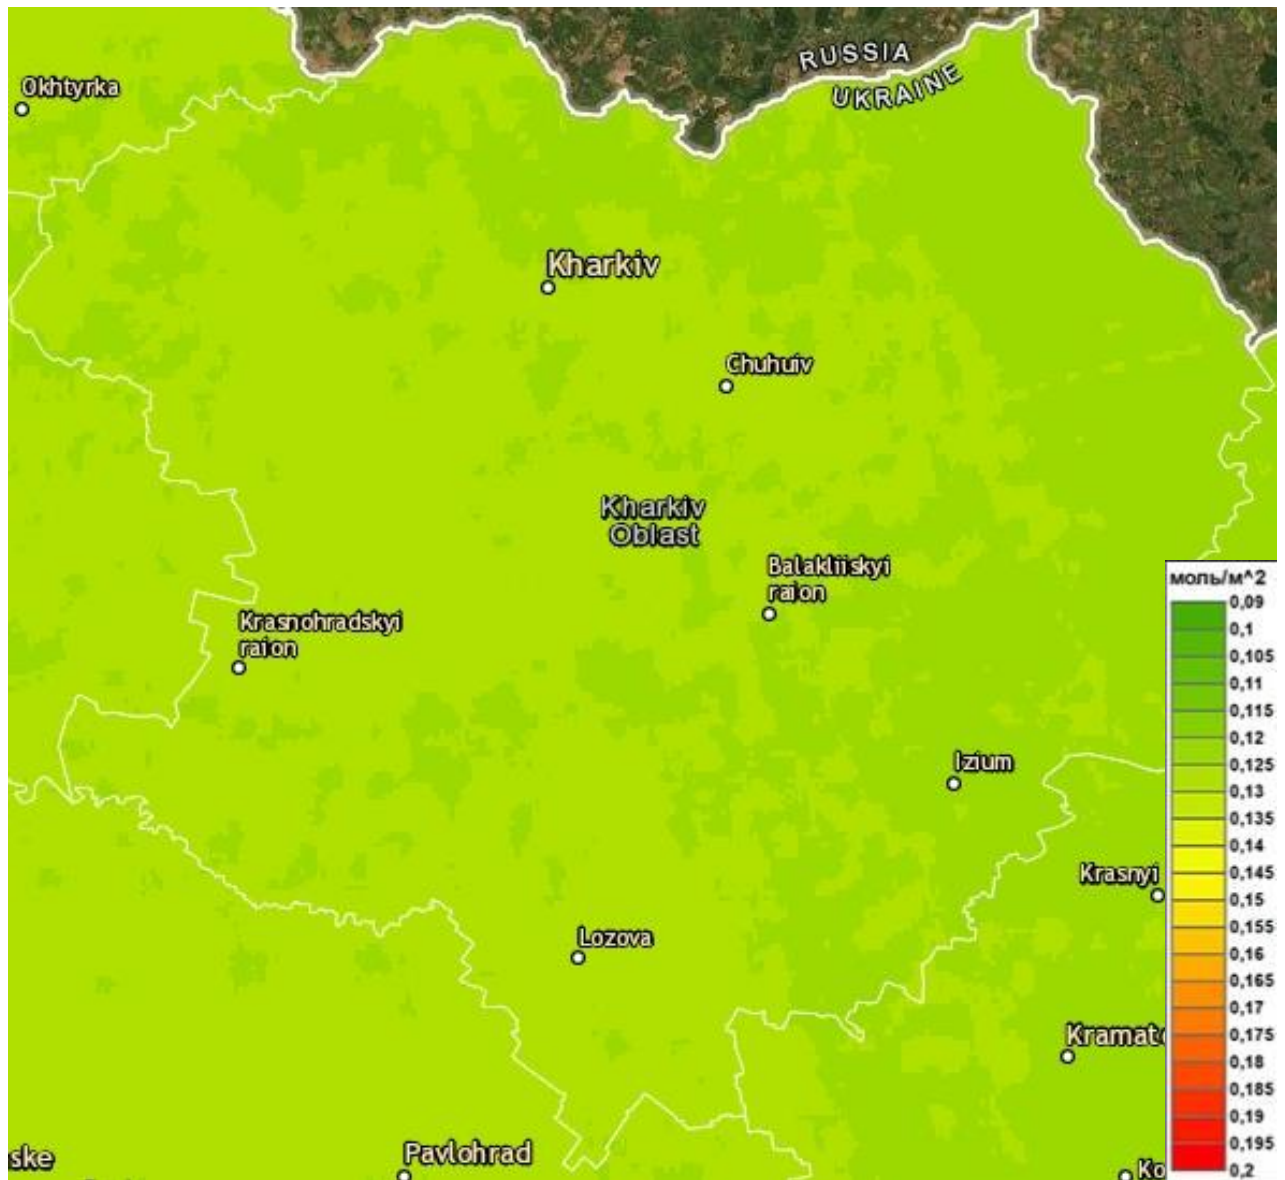 RUSSIA
UKRAINE
Okhtyrka
Kharkiv
Chuhuiv
Kharkiv
Oblast
Balakliiskyi
raion
Krasnohradskyi
raion
Izium
Krasnyi
Lozova
Kramato
Pavlohrad
ske
Ko
моль/м^2
0,09
0,1
0,105
0,11
0,115
0,12
0,125
0,13
0,135
0,14
0,145
0,15
0,155
0,16
0,165
0,17
0,175
0,18
0,185
0,19
0,195
0,2